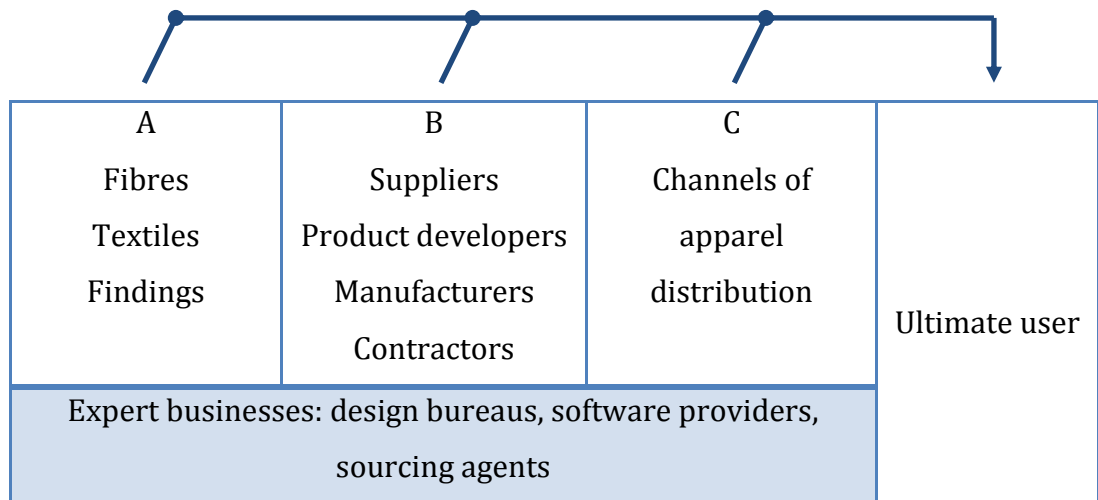 A
Fibres
Textiles
Findings
B
Suppliers
Product developers
Manufacturers
Contractors
C
Channels of
apparel
distribution
Ultimate user
Expert businesses: design bureaus, software providers,
sourcing agents